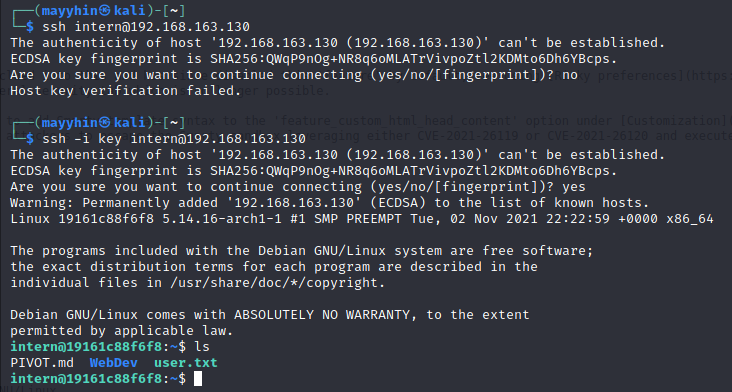 ┌──(mayyhin㉿kali)-[~]
└─$ ssh intern@192.168.163.130
The authenticity of host '192.168.163.130 (192.168.163.130)' can't be established.
ECDSA key fingerprint is SHA256:QWqP9nOg+NR8q6oMLATrVivpoZtl2KDMto6Dh6YBcps.
Are you sure you want to continue connecting (yes/no/[fingerprint])? no
Host key verification failed.
┌──(mayyhin㉿kali)-[~]
└─$ ssh -i key intern@192.168.163.130
The authenticity of host '192.168.163.130 (192.168.163.130)' can't be established.
ECDSA key fingerprint is SHA256:QWqP9nOg+NR8q6oMLATrVivpoZtl2KDMto6Dh6YBcps.
Are you sure you want to continue connecting (yes/no/[fingerprint])? yes
Warning: Permanently added '192.168.163.130' (ECDSA) to the list of known hosts.
Linux 19161c88f6f8 5.14.16-arch1-1 #1 SMP PREEMPT Tue, 02 Nov 2021 22:22:59 +0000 x86_64
The programs included with the Debian GNU/Linux system are free software;
the exact distribution terms for each program are described in the
individual files in /usr/share/doc/*/copyright.
Debian GNU/Linux comes with ABSOLUTELY NO WARRANTY, to the extent
permitted by applicable law.
intern@19161c88f6f8:~$ ls
PIVOT.md  WebDev  user.txt
intern@19161c88f6f8:~$